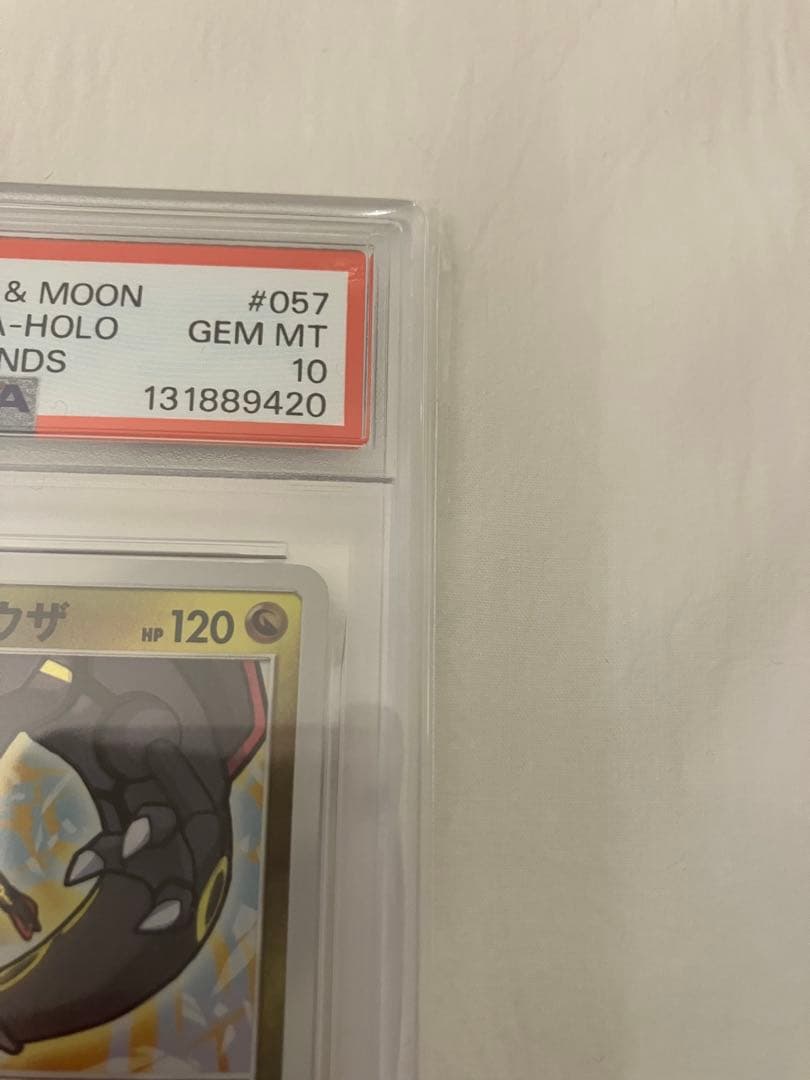 & MOON #057
A-HOLO GEM MT
NDS 10
A 131889420
ウザ HP 120